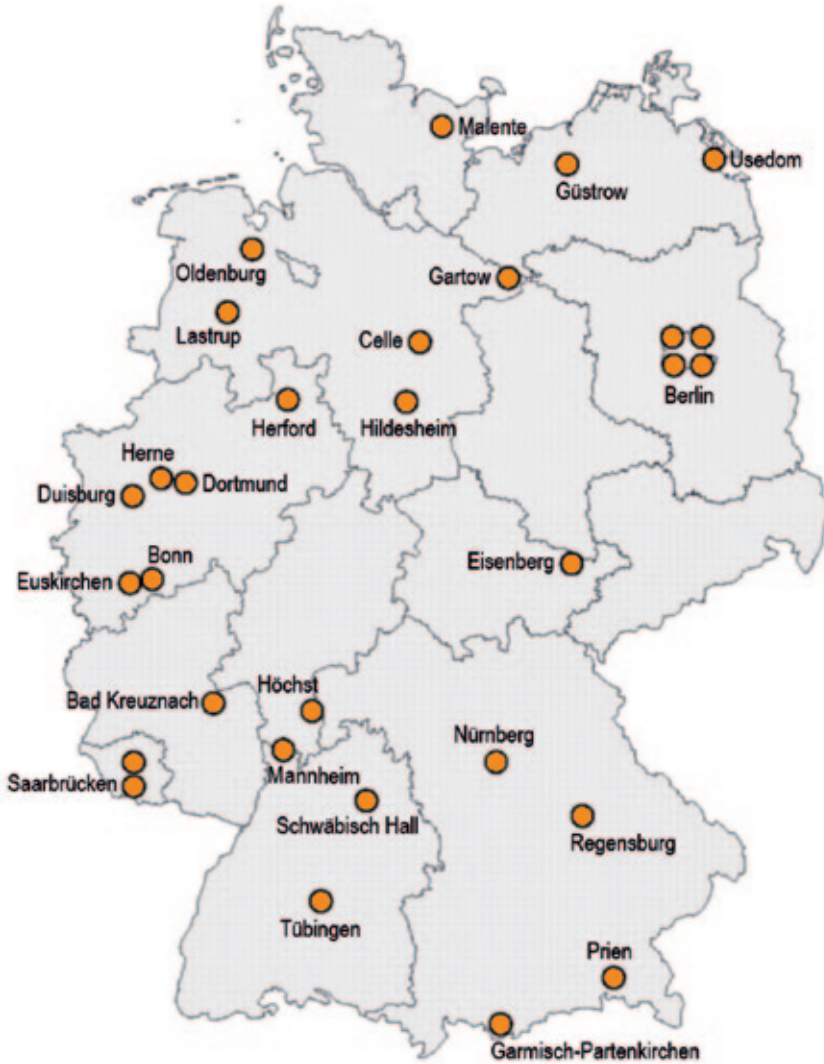 Malente
Usedom
Güstrow
Oldenburg
Gartow
Lastrup
Celle
Berlin
Herford
Hildesheim
Herne
Dortmund
Duisburg
Bonn
Eisenberg
Euskirchen
Höchst
Bad Kreuznach
Nürnberg
Mannheim
Saarbrücken
Schwäbisch Hall
Regensburg
Tübingen
Prien
Garmisch-Partenkirchen